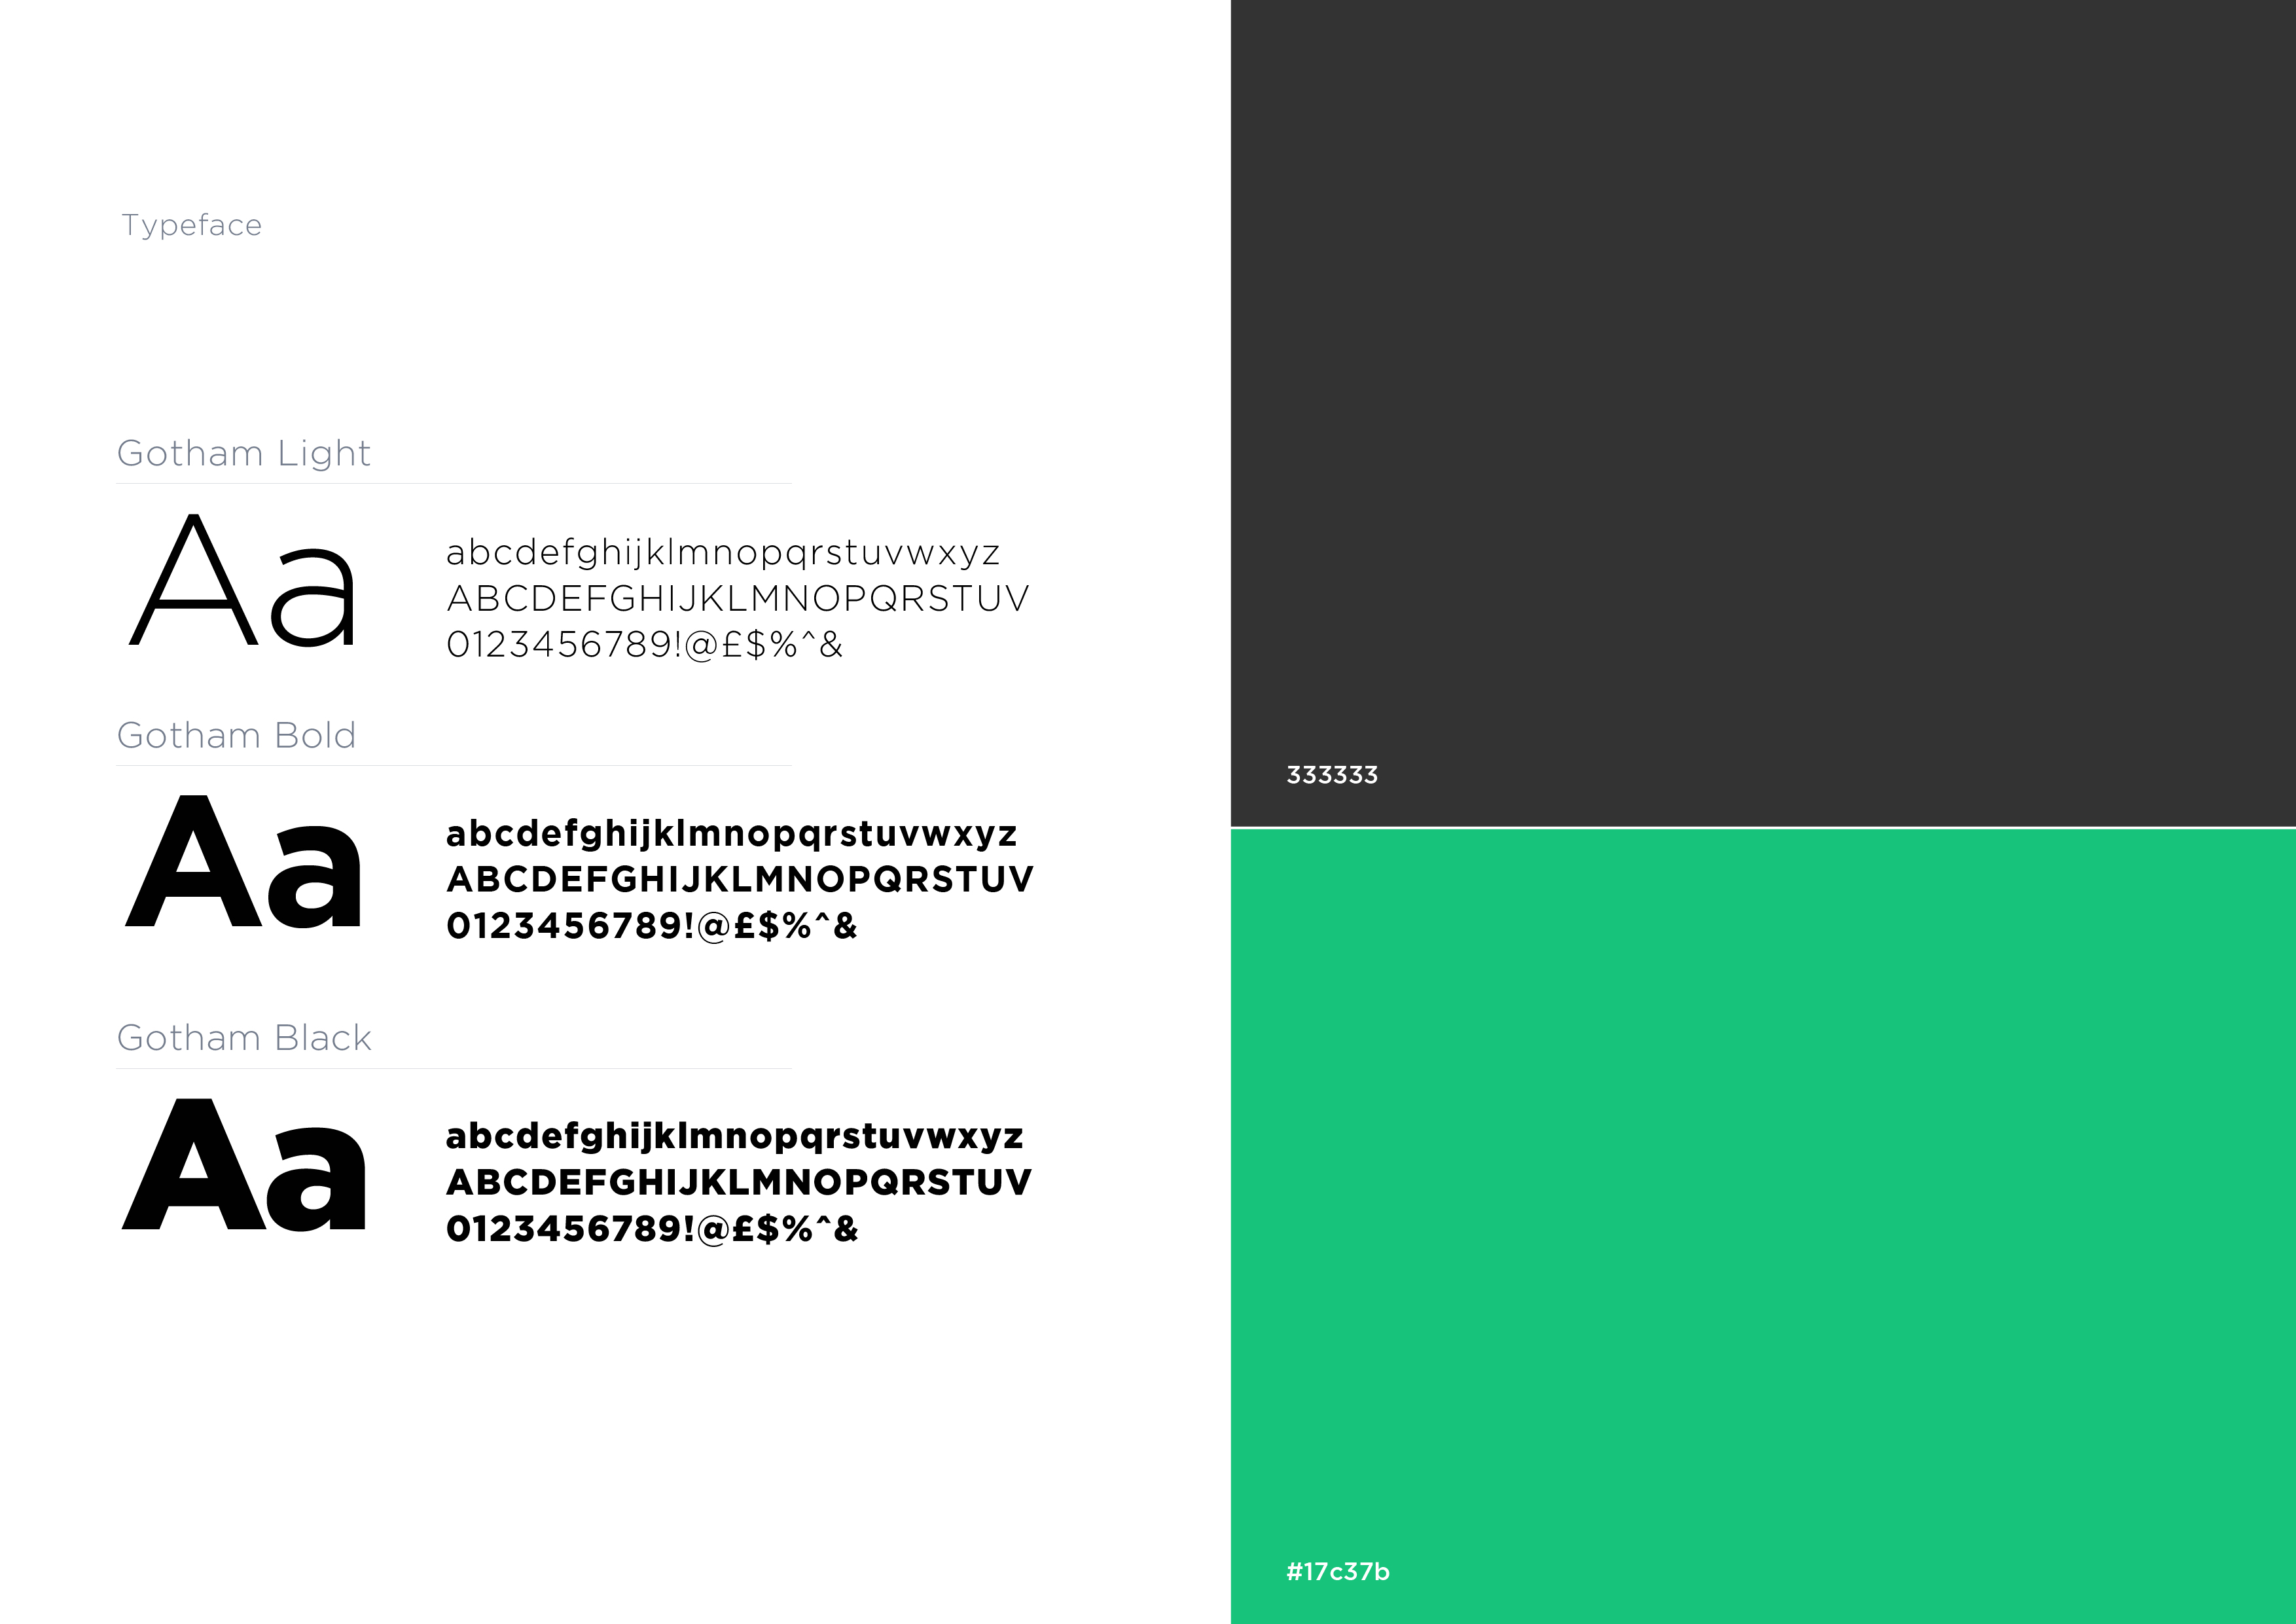 Typeface
Gotham Light
Aa
abcdefghijklmnopqrstuvwxyz
ABCDEFGHIJKLMNOPQRSTUV
0123456789!@£$%^&
Gotham Bold
Aa
abcdefghijklmnopqrstuvwxyz
ABCDEFGHIJKLMNOPQRSTUV
0123456789!@£$%^&
Gotham Black
Aa
abcdefghijklmnopqrstuvwxyz
ABCDEFGHIJKLMNOPQRSTUV
0123456789!@£$%^&
333333
#17c37b